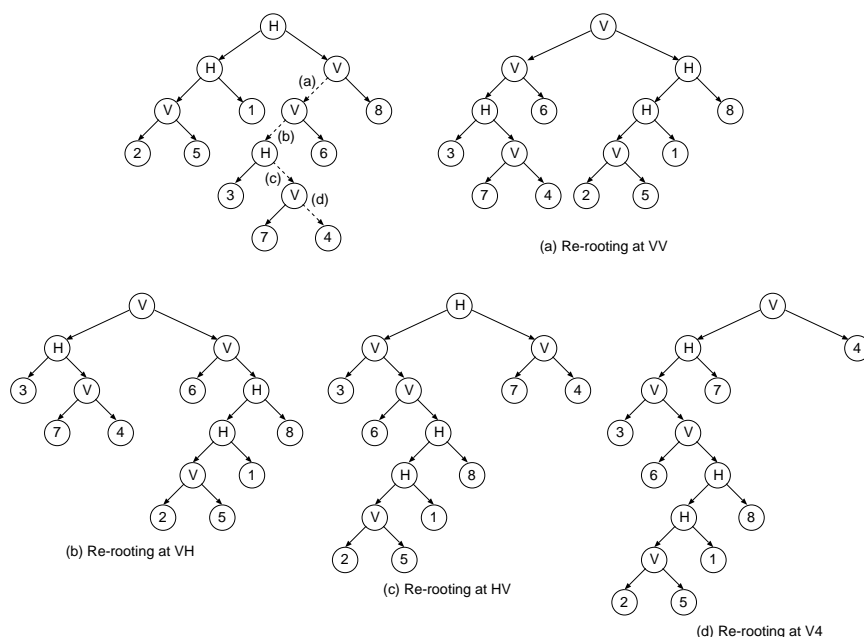 H
V
H
V
V
H
(a)
V
1
V
8
V
6
H
H
8
(b)
2
5
H
6
3
V
V
1
(c)
3
V
(d)
7
4
2
5
7
4
(a) Re-rooting at VV
V
H
V
H
V
V
V
H
4
3
V
6
H
3
V
7
4
V
7
7
4
H
8
6
H
3
V
V
1
H
8
6
H
2
5
V
1
H
8
(b) Re-rooting at VH
2
5
V
1
(c) Re-rooting at HV
2
5
(d) Re-rooting at V4